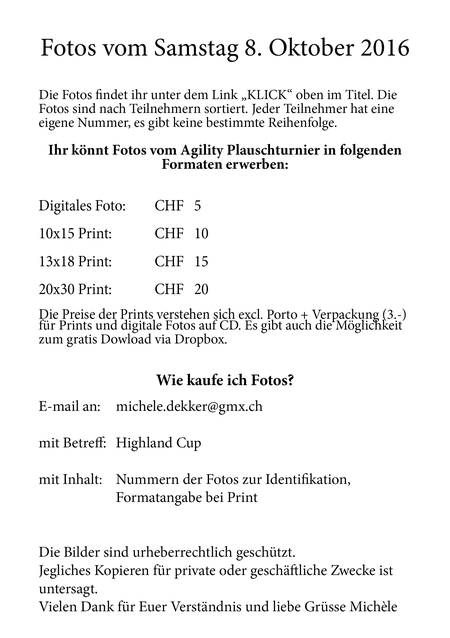 Fotos vom Samstag 8. Oktober 2016
Die Fotos findet ihr unter dem Link „KLICK“ oben im Titel. Die
Fotos sind nach Teilnehmern sortiert. Jeder Teilnehmer hat eine
eigene Nummer, es gibt keine bestimmte Reihenfolge.
Ihr könnt Fotos vom Agility Plauschturnier in folgenden
Formaten erwerben:
Digitales Foto: CHF 5
10x15 Print: CHF 10
13x18 Print: CHF 15
20x30 Print: CHF 20
Die Preise der Prints verstehen sich excl. Porto + Verpackung (3.-)
für Prints und digitale Fotos auf CD. Es gibt auch die Möglichkeit
zum gratis Dowload via Dropbox.
Wie kaufe ich Fotos?
E-mail an: michele.dekker@gmx.ch
mit Betreff: Highland Cup
mit Inhalt: Nummern der Fotos zur Identifikation,
Formatangabe bei Print
Die Bilder sind urheberrechtlich geschützt.
Jegliches Kopieren für private oder geschäftliche Zwecke ist
untersagt.
Vielen Dank für Euer Verständnis und liebe Grüsse Michèle